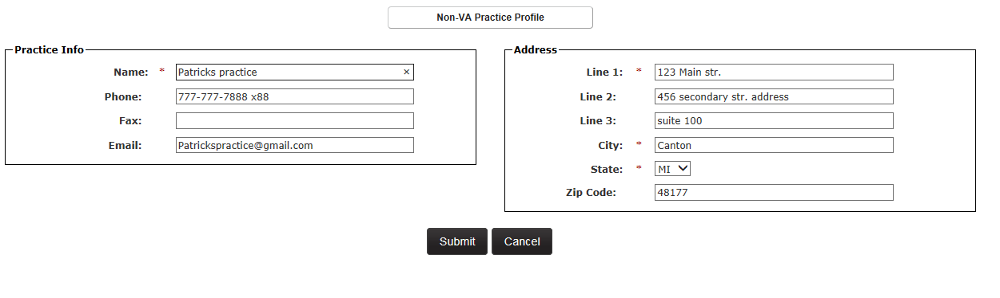 Non-VA Practice Profile
Practice Info
Name: * Patricks practice ×
Phone: 777-777-7888 x88
Fax:
Email: Patrickspractice@gmail.com
Address
Line 1: * 123 Main str.
Line 2: 456 secondary str. address
Line 3: suite 100
City: * Canton
State: * MI
Zip Code: 48177
Submit Cancel